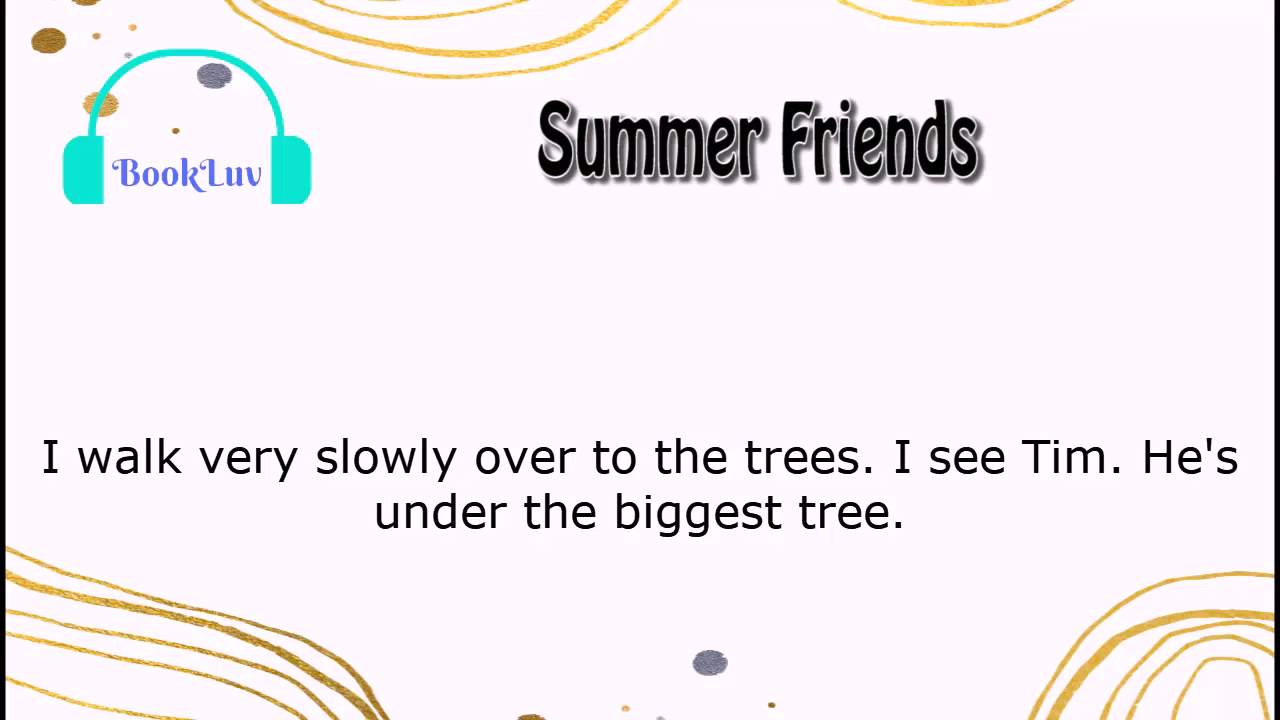 BookLuv
Summer Friends
I walk very slowly over to the trees. I see Tim. He's
under the biggest tree.